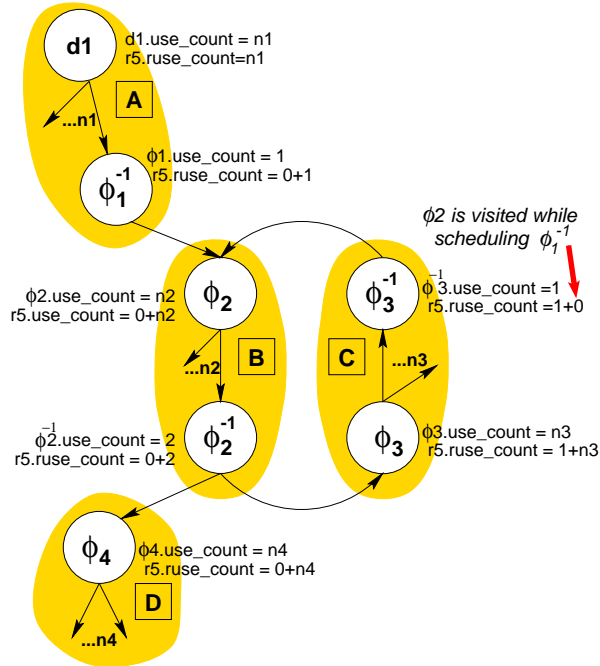 d1
d1.use_count = n1
r5.ruse_count=n1
A
...n1
ϕ1.use_count = 1
r5.ruse_count = 0+1
ϕ₁⁻¹
ϕ2 is visited while
scheduling ϕ₁⁻¹
ϕ2.use_count = n2
r5.use_count = 0+n2
ϕ₂
ϕ₃⁻¹
ϕ3⁻¹.use_count =1
r5.ruse_count =1+0
...n2
B
C
...n3
ϕ2⁻¹.use_count = 2
r5.ruse_count = 0+2
ϕ₂⁻¹
ϕ₃
ϕ3.use_count = n3
r5.ruse_count = 1+n3
ϕ₄
ϕ4.use_count = n4
r5.ruse_count = 0+n4
D
...n4